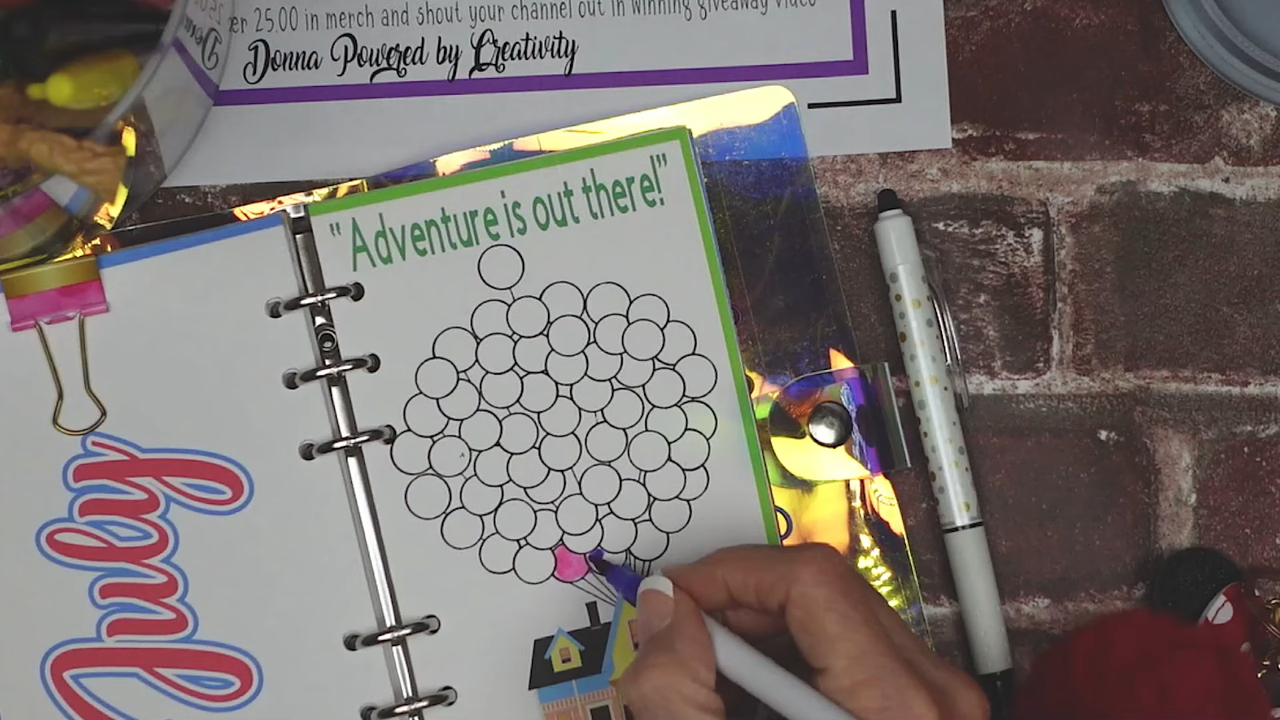 er 25.00 in merch and shout your channel out in winning giveaway video
Donna Powered by Creativity
"Adventure is out there!"
July